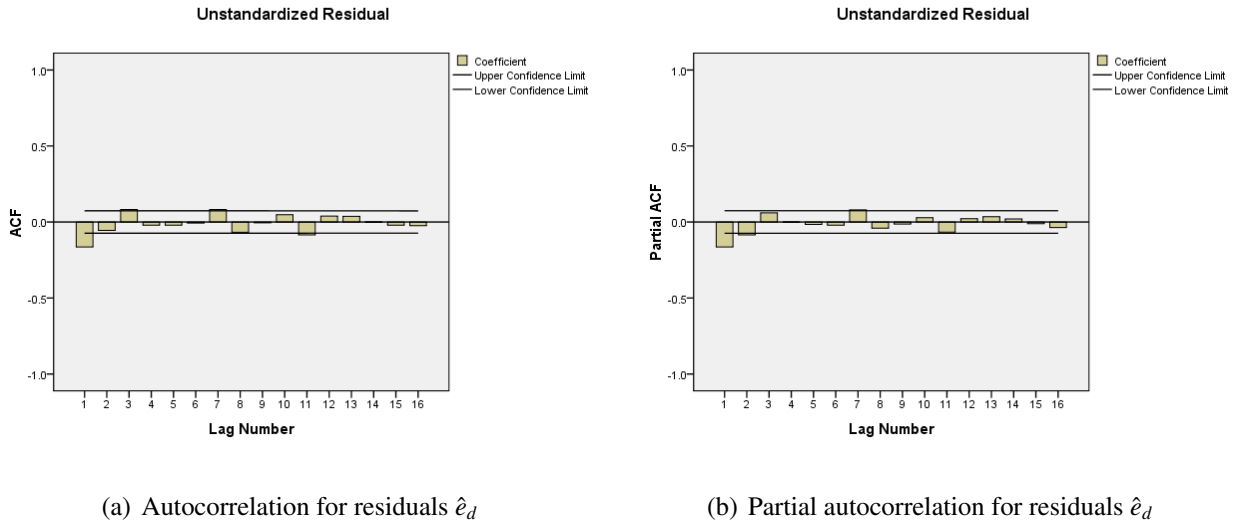 Unstandardized Residual
1.0
0.5
0.0
-0.5
-1.0
ACF
1 2 3 4 5 6 7 8 9 10 11 12 13 14 15 16
Lag Number
Coefficient
Upper Confidence Limit
Lower Confidence Limit
(a) Autocorrelation for residuals ê_d
Unstandardized Residual
1.0
0.5
0.0
-0.5
-1.0
Partial ACF
1 2 3 4 5 6 7 8 9 10 11 12 13 14 15 16
Lag Number
Coefficient
Upper Confidence Limit
Lower Confidence Limit
(b) Partial autocorrelation for residuals ê_d